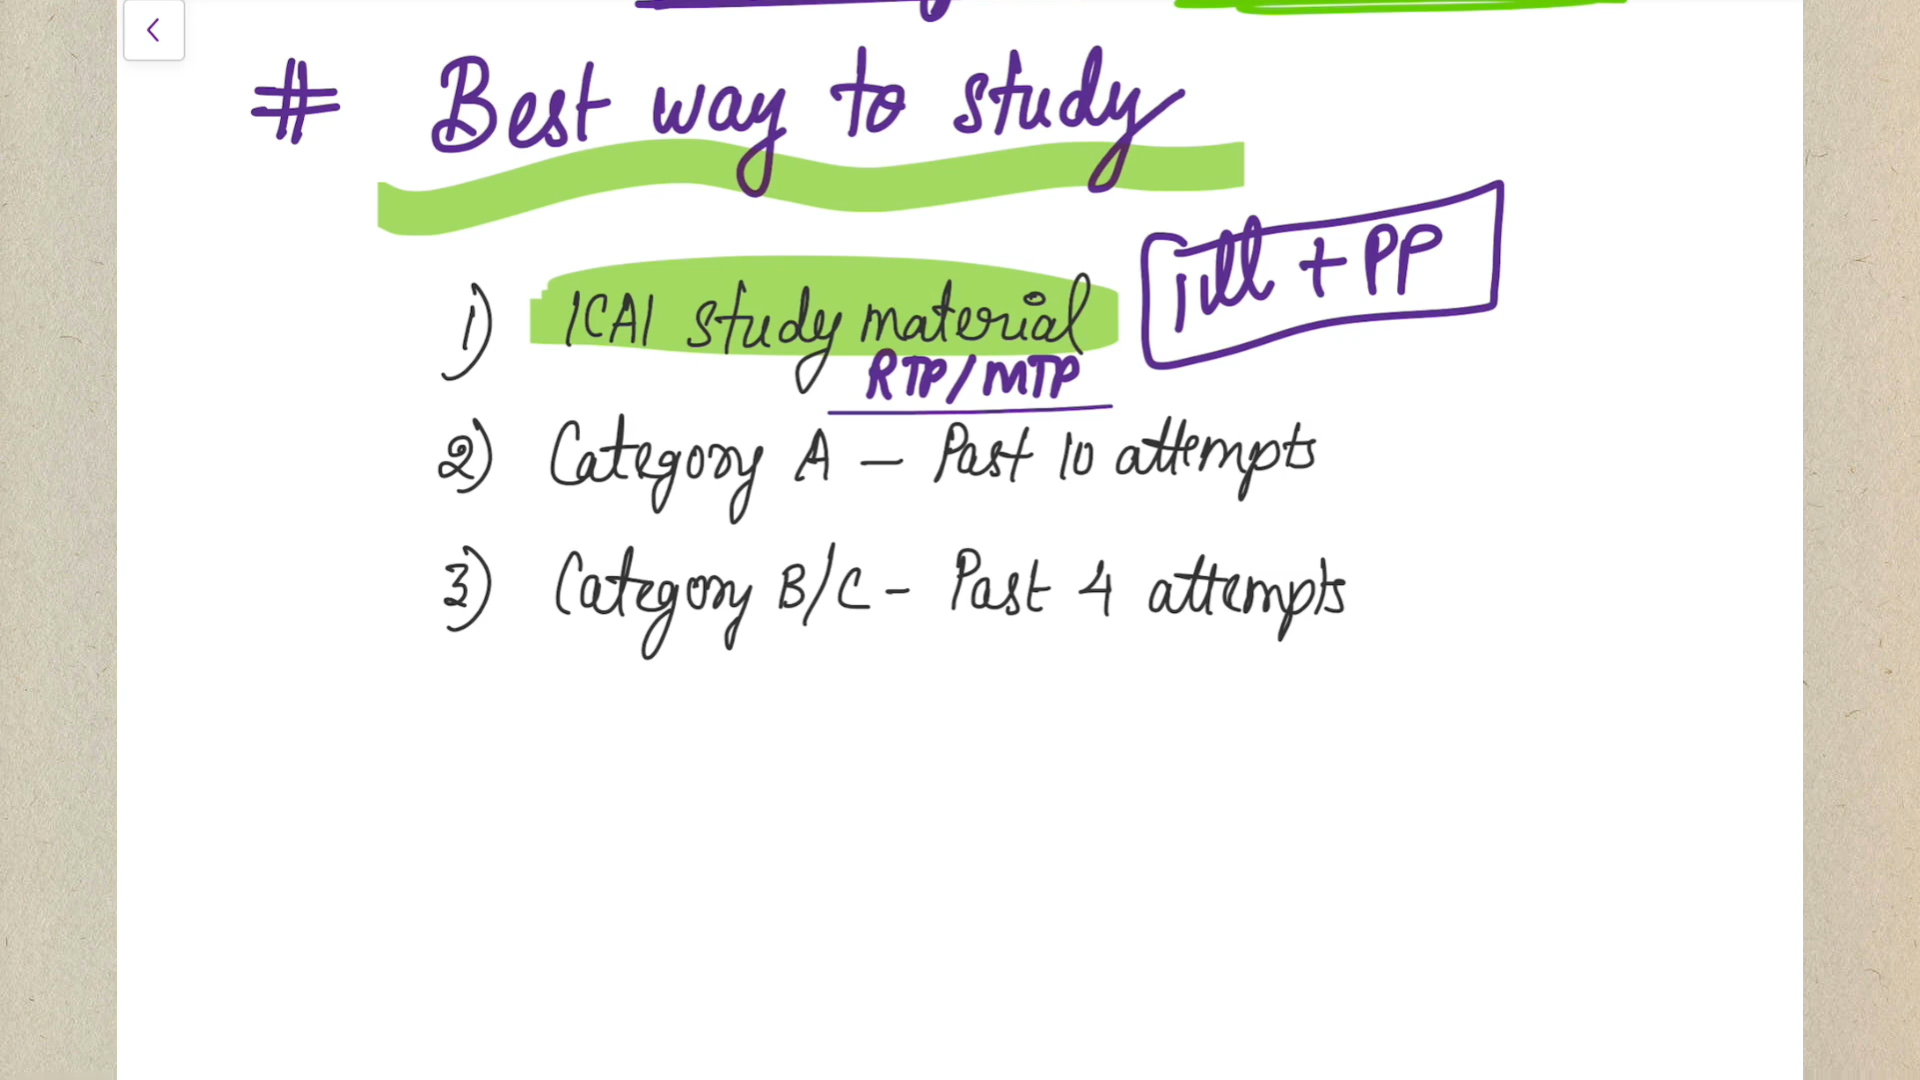 # Best way to study
1) ICAI study material
ill + PP
RTP/MTP
2) Category A – Past 10 attempts
3) Category B/C - Past 4 attempts